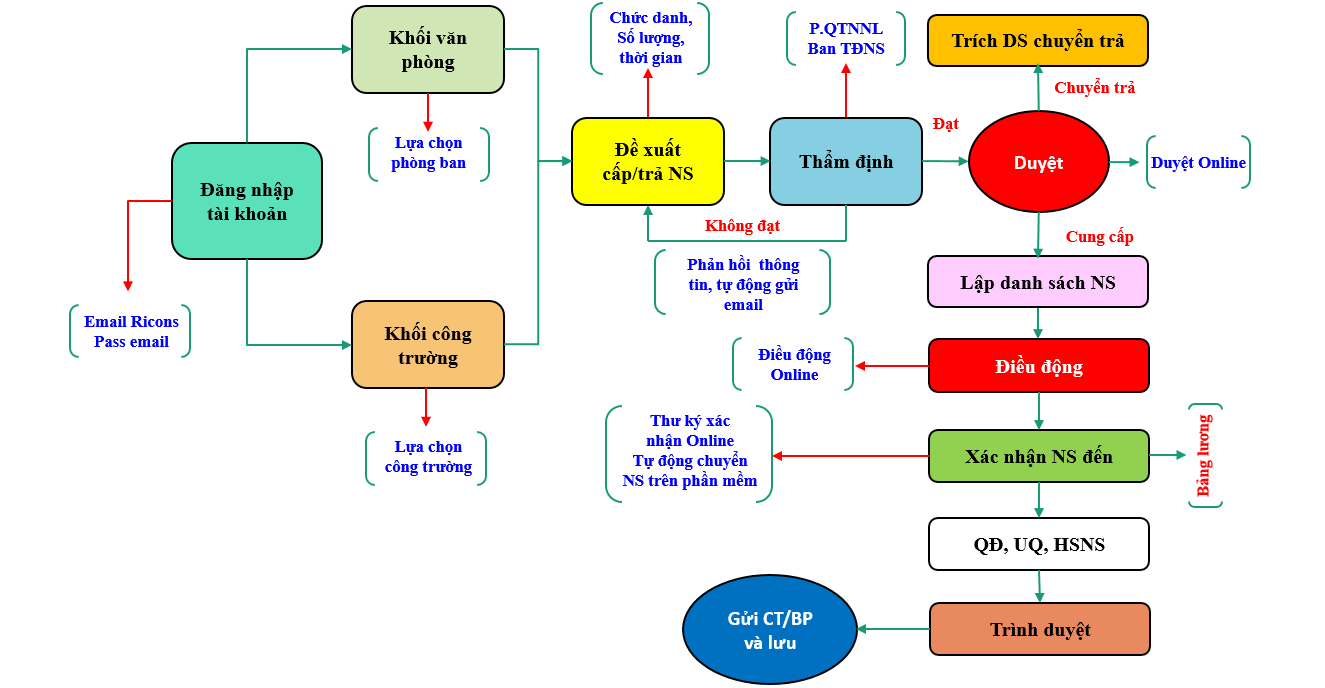 Khối văn
phòng
Lựa chọn
phòng ban
Đăng nhập
tài khoản
Email Ricons
Pass email
Khối công
trường
Lựa chọn
công trường
Chức danh,
Số lượng,
thời gian
Đề xuất
cấp/trả NS
P.QTNNL
Ban TĐNS
Thẩm định
Không đạt
Phản hồi thông
tin, tự động gửi
email
Đạt
Trích DS chuyển trả
Chuyển trả
Duyệt
Duyệt Online
Cung cấp
Lập danh sách NS
Điều động
Điều động
Online
Xác nhận NS đến
Thư ký xác
nhận Online
Tự động chuyển
NS trên phần mềm
Bảng lương
QĐ, UQ, HSNS
Trình duyệt
Gửi CT/BP
và lưu